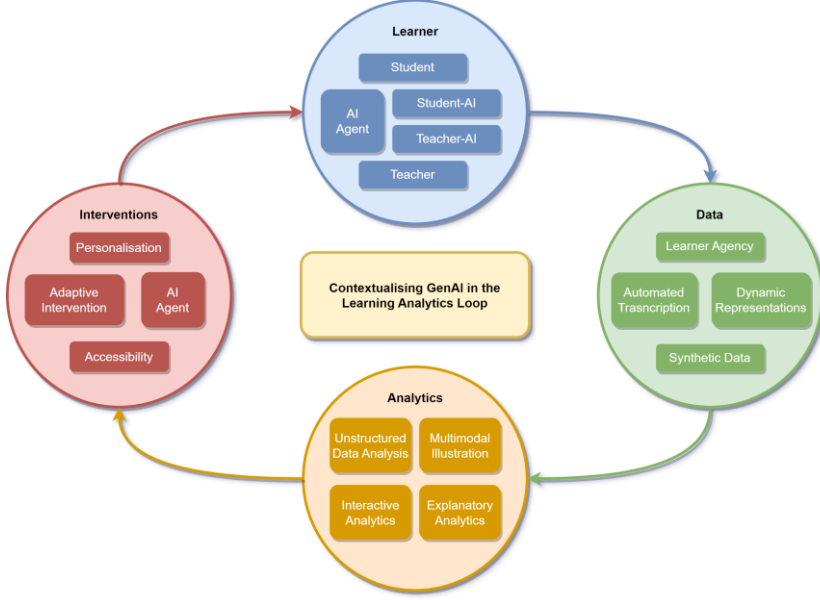 Learner
Student
AI
Agent
Student-AI
Teacher-AI
Teacher
Interventions
Personalisation
Adaptive
Intervention
AI
Agent
Accessibility
Contextualising GenAI in the
Learning Analytics Loop
Data
Learner Agency
Automated
Trasncription
Dynamic
Representations
Synthetic Data
Analytics
Unstructured
Data Analysis
Multimodal
Illustration
Interactive
Analytics
Explanatory
Analytics